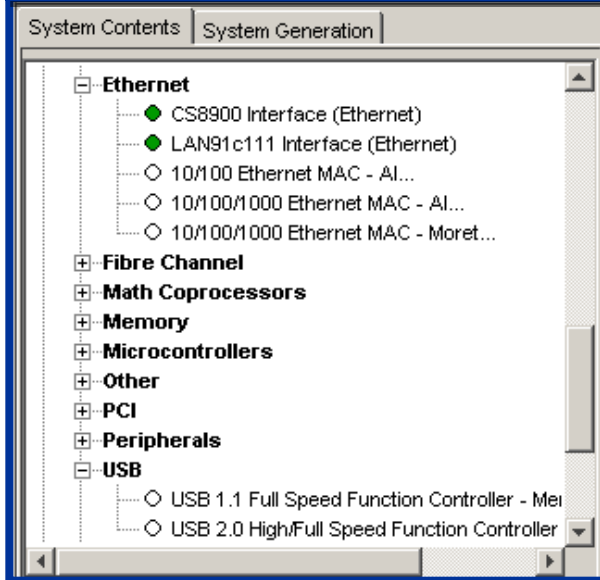 System Contents System Generation
Ethernet
CS8900 Interface (Ethernet)
LAN91c111 Interface (Ethernet)
10/100 Ethernet MAC - Al...
10/100/1000 Ethernet MAC - Al...
10/100/1000 Ethernet MAC - Moret...
Fibre Channel
Math Coprocessors
Memory
Microcontrollers
Other
PCI
Peripherals
USB
USB 1.1 Full Speed Function Controller - Mer
USB 2.0 High/Full Speed Function Controller